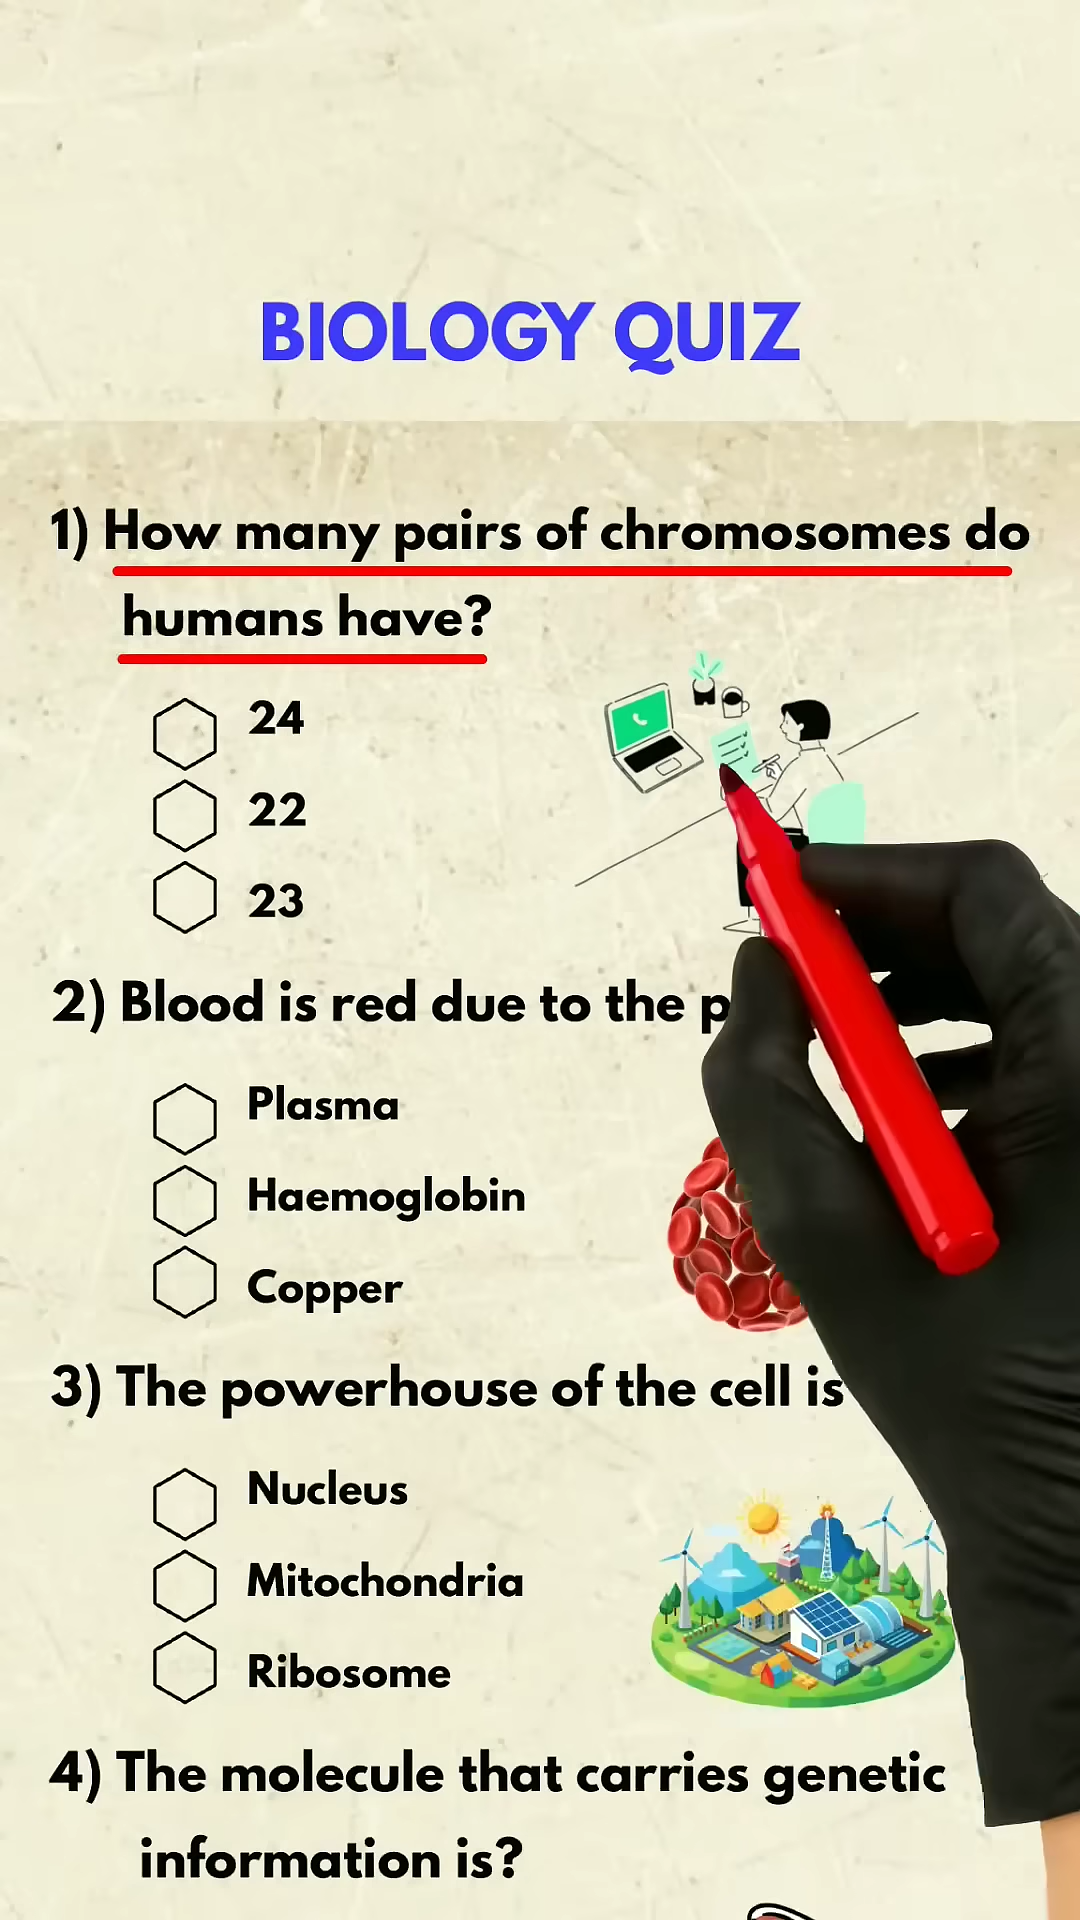 BIOLOGY QUIZ
1) How many pairs of chromosomes do
humans have?
24
22
23
2) Blood is red due to the
Plasma
Haemoglobin
Copper
3) The powerhouse of the cell is
Nucleus
Mitochondria
Ribosome
4) The molecule that carries genetic
information is?